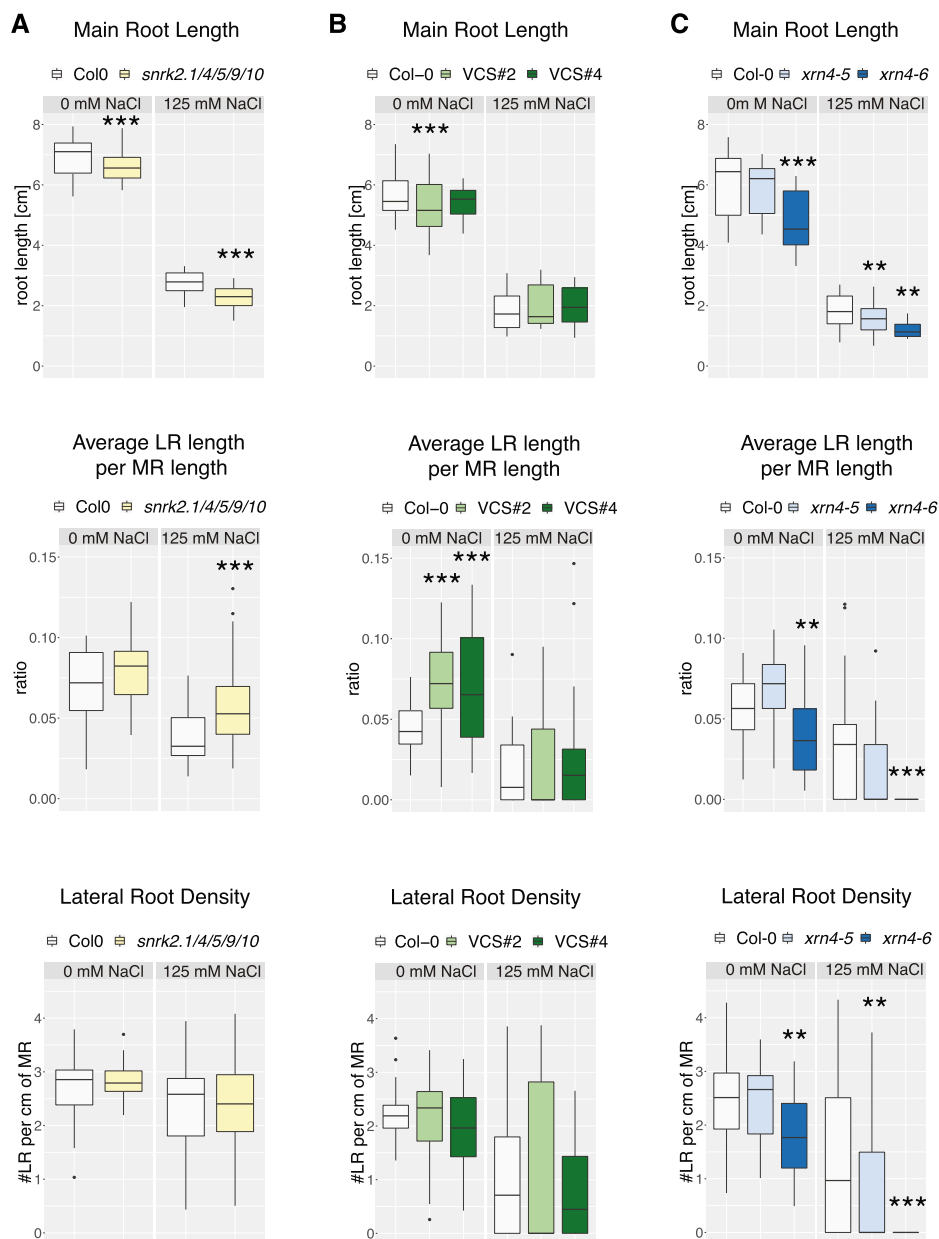 A
Main Root Length
Col0 snrk2.1/4/5/9/10
0 mM NaCl 125 mM NaCl
***
***
root length [cm]
8
6
4
2
0
Average LR length
per MR length
Col0 snrk2.1/4/5/9/10
0 mM NaCl 125 mM NaCl
***
ratio
0.15
0.10
0.05
0.00
Lateral Root Density
Col0 snrk2.1/4/5/9/10
0 mM NaCl 125 mM NaCl
#LR per cm of MR
4
3
2
1
0
B
Main Root Length
Col−0 VCS#2 VCS#4
0 mM NaCl 125 mM NaCl
***
root length [cm]
8
6
4
2
0
Average LR length
per MR length
Col−0 VCS#2 VCS#4
0 mM NaCl 125 mM NaCl
***
***
ratio
0.15
0.10
0.05
0.00
Lateral Root Density
Col−0 VCS#2 VCS#4
0 mM NaCl 125 mM NaCl
#LR per cm of MR
4
3
2
1
0
C
Main Root Length
Col-0 xrn4-5 xrn4-6
0m M NaCl 125 mM NaCl
***
**
**
root length [cm]
8
6
4
2
0
Average LR length
per MR length
Col-0 xrn4-5 xrn4-6
0 mM NaCl 125 mM NaCl
**
***
ratio
0.15
0.10
0.05
0.00
Lateral Root Density
Col-0 xrn4-5 xrn4-6
0 mM NaCl 125 mM NaCl
**
**
***
#LR per cm of MR
4
3
2
1
0